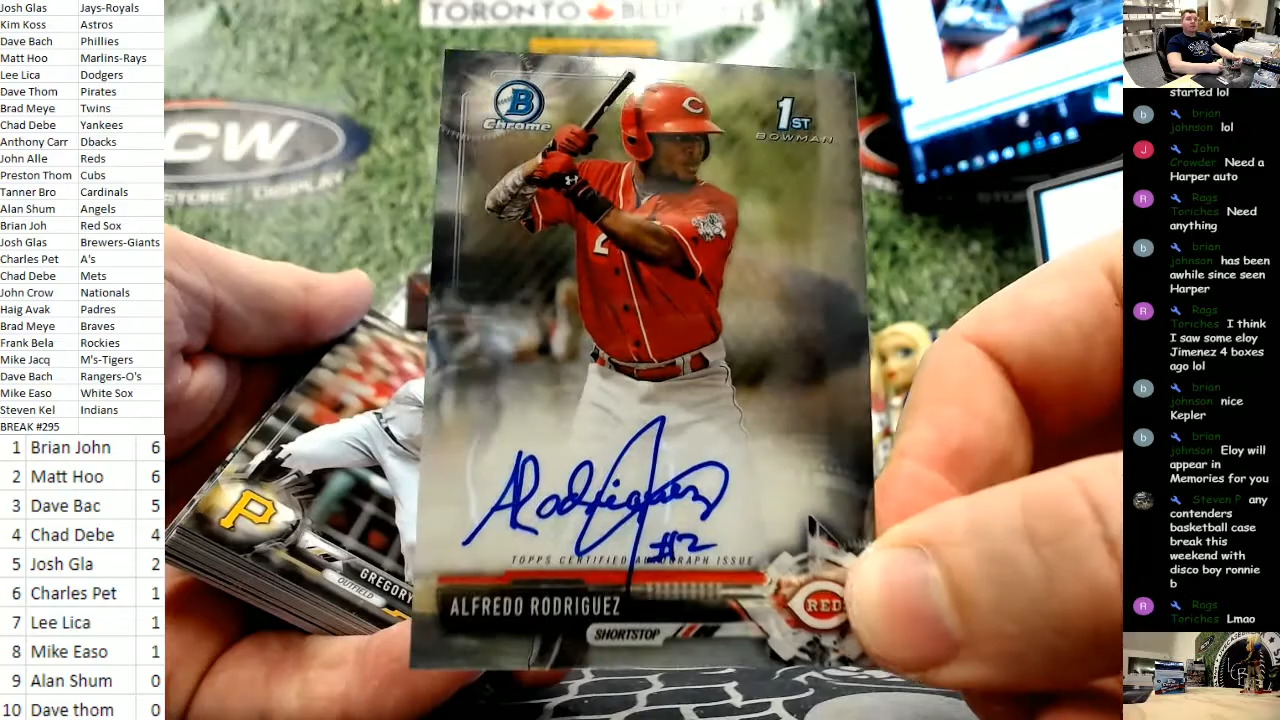 Josh Glas Jays-Royals
Kim Koss Astros
Dave Bach Phillies
Matt Hoo Marlins-Rays
Lee Lica Dodgers
Dave Thom Pirates
Brad Meye Twins
Chad Debe Yankees
Anthony Carr Dbacks
John Alle Reds
Preston Thom Cubs
Tanner Bro Cardinals
Alan Shum Angels
Brian Joh Red Sox
Josh Glas Brewers-Giants
Charles Pet A's
Chad Debe Mets
John Crow Nationals
Haig Avak Padres
Brad Meye Braves
Frank Bela Rockies
Mike Jacq M's-Tigers
Dave Bach Rangers-O's
Mike Easo White Sox
Steven Kel Indians
BREAK #295
1 Brian John 6
2 Matt Hoo 6
3 Dave Bac 5
4 Chad Debe 4
5 Josh Gla 2
6 Charles Pet 1
7 Lee Lica 1
8 Mike Easo 1
9 Alan Shum 0
10 Dave thom 0
TORONTO BLUE
CW
B
Chrome
1ST
BOWMAN
C
2
ARodriguez
#2
TOPPS CERTIFIED AUTOGRAPH ISSUE
ALFREDO RODRIGUEZ
SHORTSTOP
REDS
P
GREGORY
OUTFIELD
started lol
b brian
johnson lol
J John
Crowder Need a
Harper auto
R Rags
Toriches Need
anything
b brian
johnson has been
awhile since seen
Harper
R Rags
Toriches I think
I saw some eloy
Jimenez 4 boxes
ago lol
b brian
johnson nice
Kepler
b brian
johnson Eloy will
appear in
Memories for you
Steven P any
contenders
basketball case
break this
weekend with
disco boy ronnie
b
R Rags
Toriches Lmao